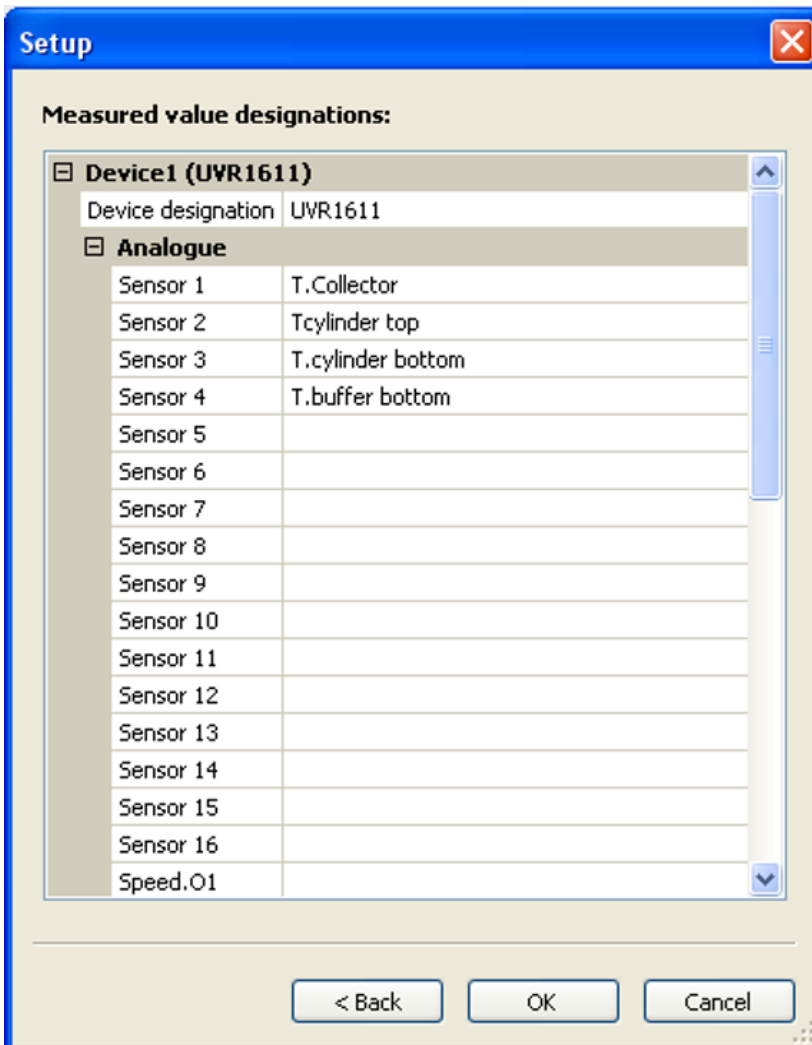 Setup
Measured value designations:
Device1 (UVR1611)
Device designation UVR1611
Analogue
Sensor 1 T.Collector
Sensor 2 Tcylinder top
Sensor 3 T.cylinder bottom
Sensor 4 T.buffer bottom
Sensor 5
Sensor 6
Sensor 7
Sensor 8
Sensor 9
Sensor 10
Sensor 11
Sensor 12
Sensor 13
Sensor 14
Sensor 15
Sensor 16
Speed.O1
< Back OK Cancel